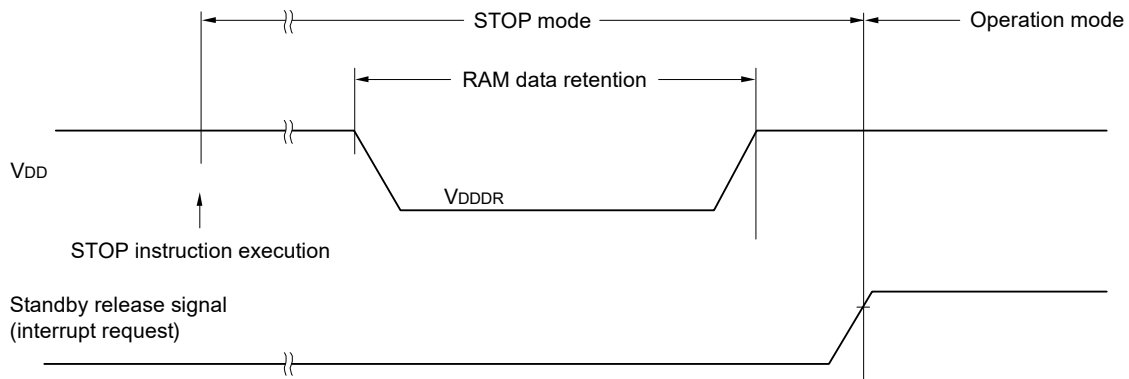 STOP mode
Operation mode
RAM data retention
VDD
VDDDR
STOP instruction execution
Standby release signal
(interrupt request)